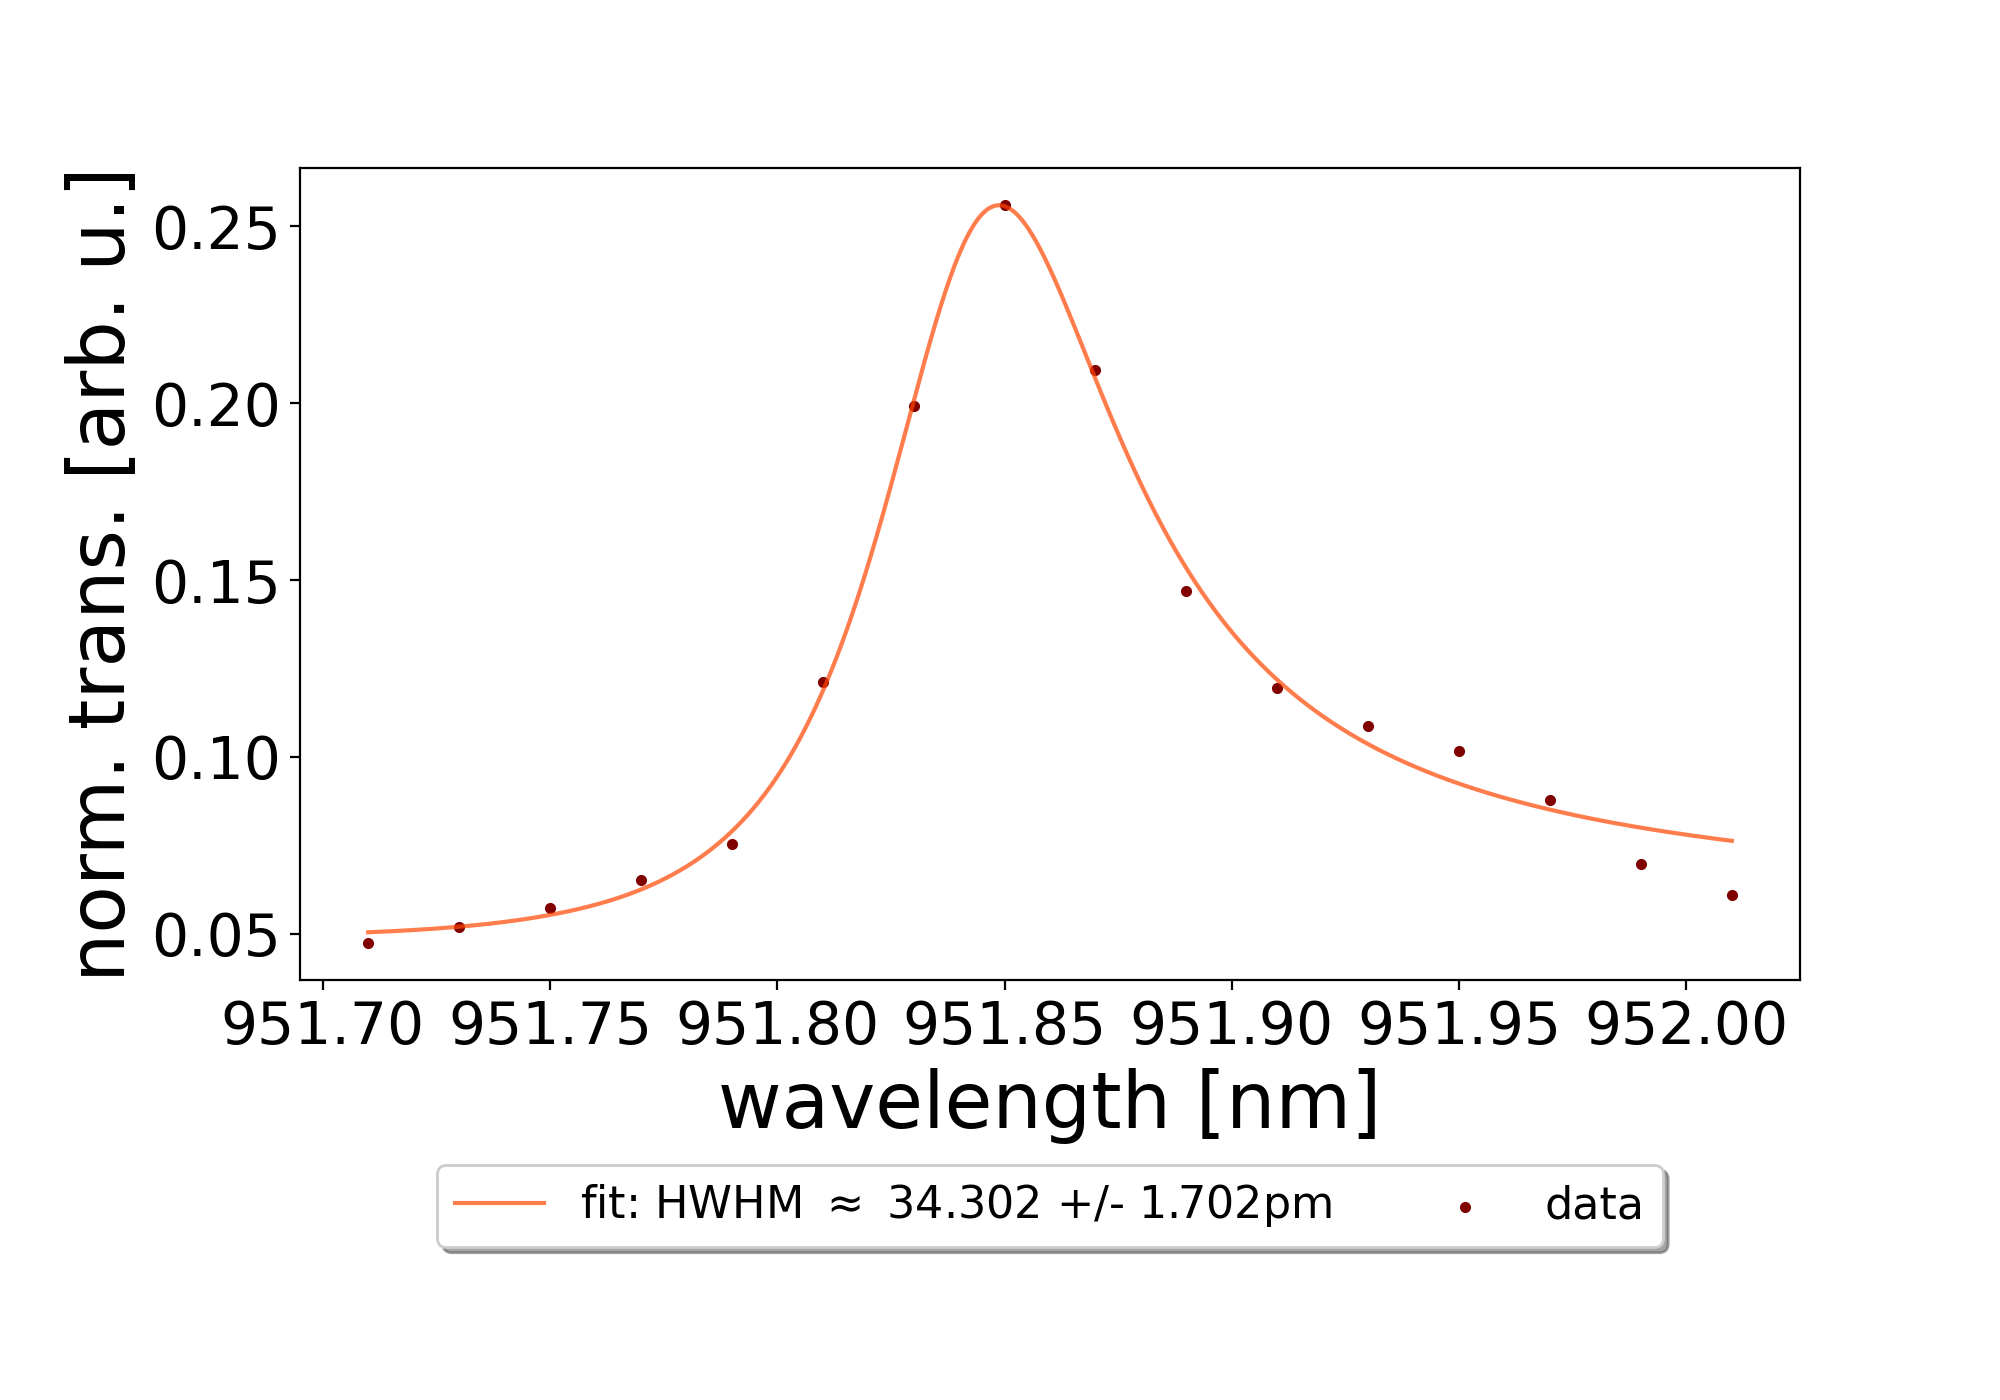 norm. trans. [arb. u.]
0.25
0.20
0.15
0.10
0.05
951.70 951.75 951.80 951.85 951.90 951.95 952.00
wavelength [nm]
fit: HWHM ≈ 34.302 +/- 1.702pm data